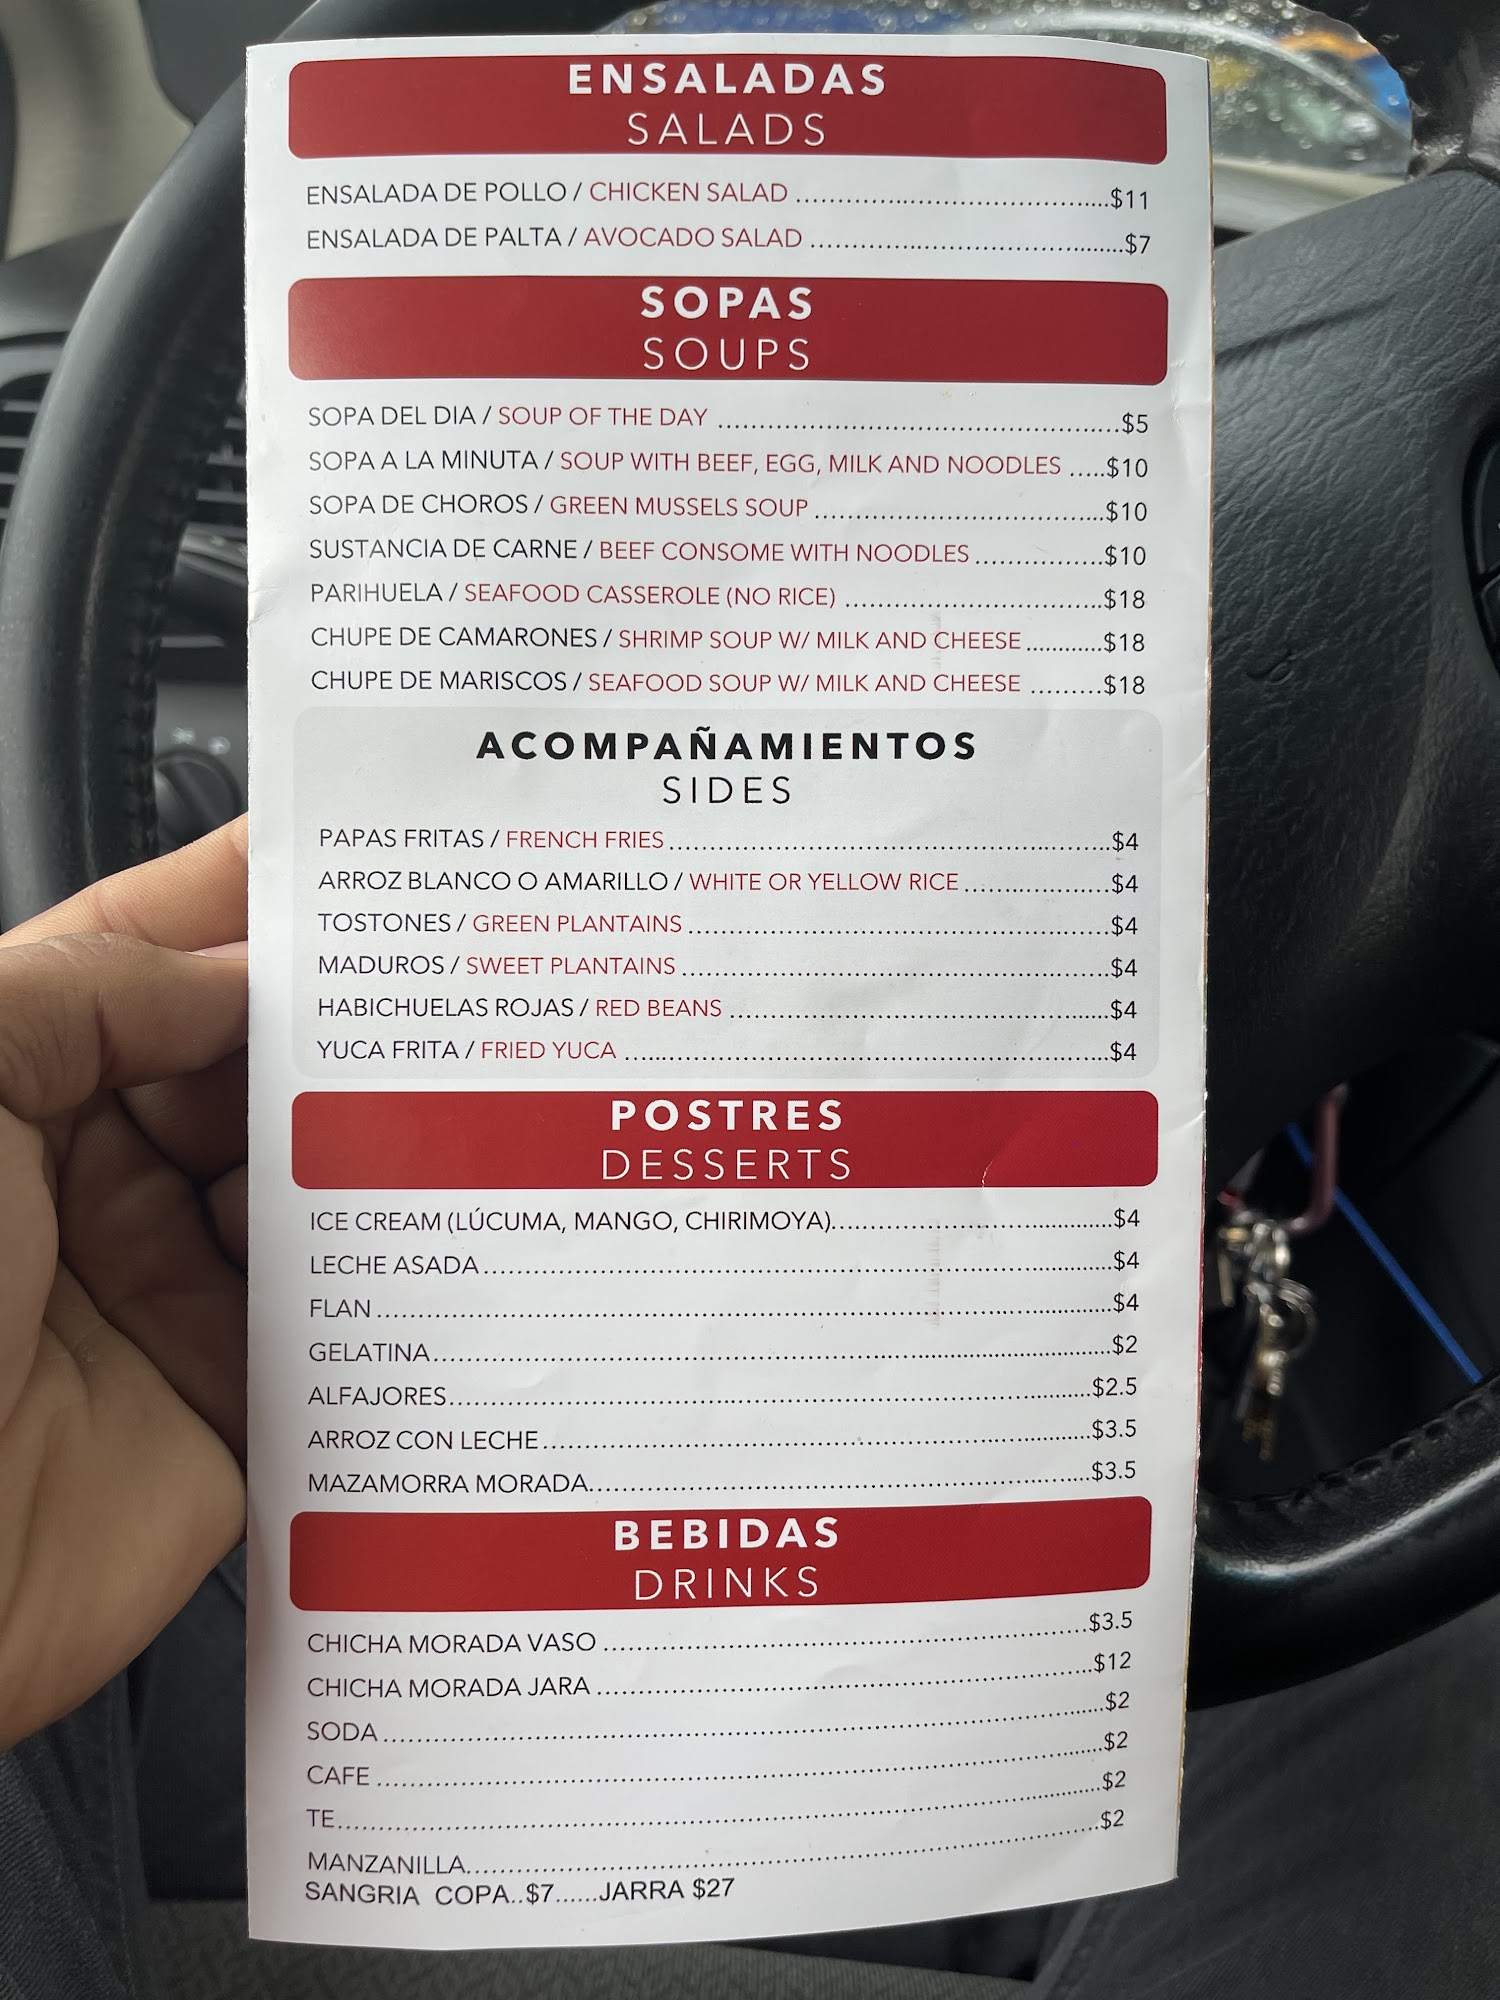 ENSALADAS
SALADS
ENSALADA DE POLLO / CHICKEN SALAD ........................................$11
ENSALADA DE PALTA / AVOCADO SALAD ........................................$7
SOPAS
SOUPS
SOPA DEL DIA / SOUP OF THE DAY ........................................$5
SOPA A LA MINUTA / SOUP WITH BEEF, EGG, MILK AND NOODLES .....$10
SOPA DE CHOROS / GREEN MUSSELS SOUP ........................................$10
SUSTANCIA DE CARNE / BEEF CONSOME WITH NOODLES ..................$10
PARIHUELA / SEAFOOD CASSEROLE (NO RICE) ...................................$18
CHUPE DE CAMARONES / SHRIMP SOUP W/ MILK AND CHEESE ............$18
CHUPE DE MARISCOS / SEAFOOD SOUP W/ MILK AND CHEESE .........$18
ACOMPAÑAMIENTOS
SIDES
PAPAS FRITAS / FRENCH FRIES ........................................$4
ARROZ BLANCO O AMARILLO / WHITE OR YELLOW RICE ....................$4
TOSTONES / GREEN PLANTAINS ........................................$4
MADUROS / SWEET PLANTAINS ........................................$4
HABICHUELAS ROJAS / RED BEANS ........................................$4
YUCA FRITA / FRIED YUCA ........................................$4
POSTRES
DESSERTS
ICE CREAM (LÚCUMA, MANGO, CHIRIMOYA)........................................$4
LECHE ASADA ........................................$4
FLAN ........................................$4
GELATINA ........................................$2
ALFAJORES ........................................$2.5
ARROZ CON LECHE ........................................$3.5
MAZAMORRA MORADA ........................................$3.5
BEBIDAS
DRINKS
CHICHA MORADA VASO ........................................$3.5
CHICHA MORADA JARA ........................................$12
SODA ........................................$2
CAFE ........................................$2
TE ........................................$2
MANZANILLA ........................................$2
SANGRIA COPA..$7......JARRA $27